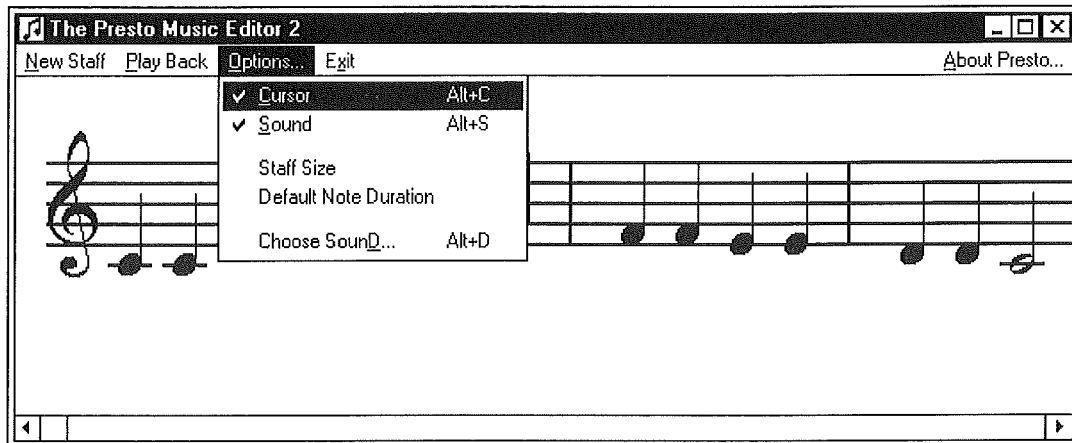 The Presto Music Editor 2
New Staff Play Back Options... Exit About Presto...
Cursor Alt+C
Sound Alt+S
Staff Size
Default Note Duration
Choose SounD... Alt+D